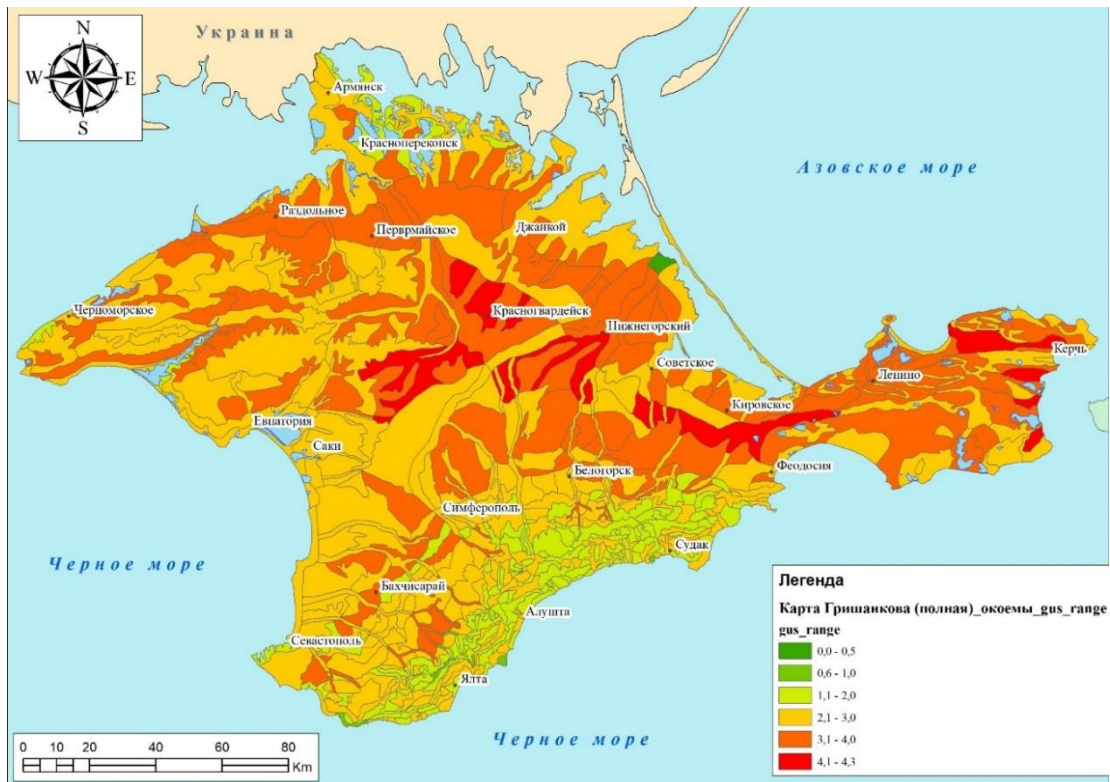 Украина
N
W E
S
Армянск
Красноперекопск
Азовское море
Раздольное
Перврмайское
Джанкой
Черноморское
Красногвардейск
Нижнегорский
Керчь
Советское
Ленино
Кировское
Евпатория
Саки
Феодосия
Белогорск
Симферополь
Судак
Черное море
Бахчисарай
Алушта
Севастополь
Ялта
Черное море
0 5 10 20 40 60 80
Km
Легенда
Карта Гришанкова (полная)_окоемы_gus_range
gus_range
0,0 - 0,5
0,6 - 1,0
1,1 - 2,0
2,1 - 3,0
3,1 - 4,0
4,1 - 4,3